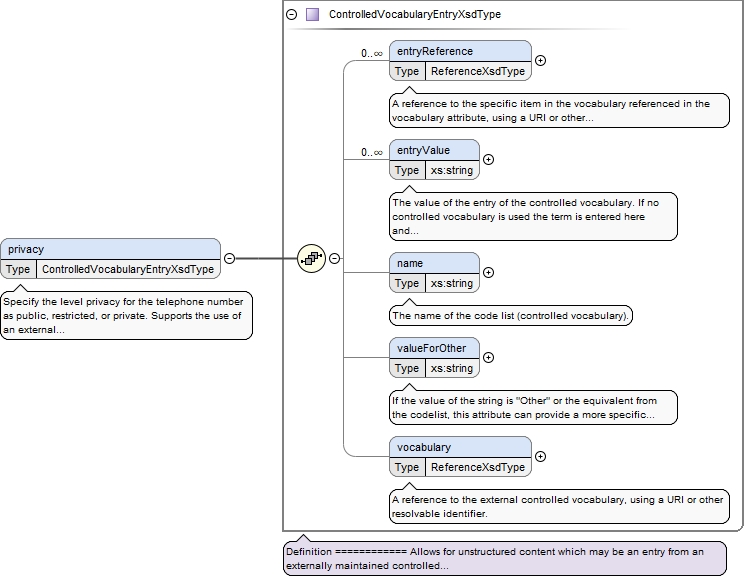 ControlledVocabularyEntryXsdType
0..∞
entryReference
Type ReferenceXsdType
A reference to the specific item in the vocabulary referenced in the
vocabulary attribute, using a URI or other...
0..∞
entryValue
Type xs:string
The value of the entry of the controlled vocabulary. If no
controlled vocabulary is used the term is entered here
and...
privacy
Type ControlledVocabularyEntryXsdType
Specify the level privacy for the telephone number
as public, restricted, or private. Supports the use of
an external...
name
Type xs:string
The name of the code list (controlled vocabulary).
valueForOther
Type xs:string
If the value of the string is "Other" or the equivalent from
the codelist, this attribute can provide a more specific...
vocabulary
Type ReferenceXsdType
A reference to the external controlled vocabulary, using a URI or other
resolvable identifier.
Definition ============ Allows for unstructured content which may be an entry from an
externally maintained controlled...